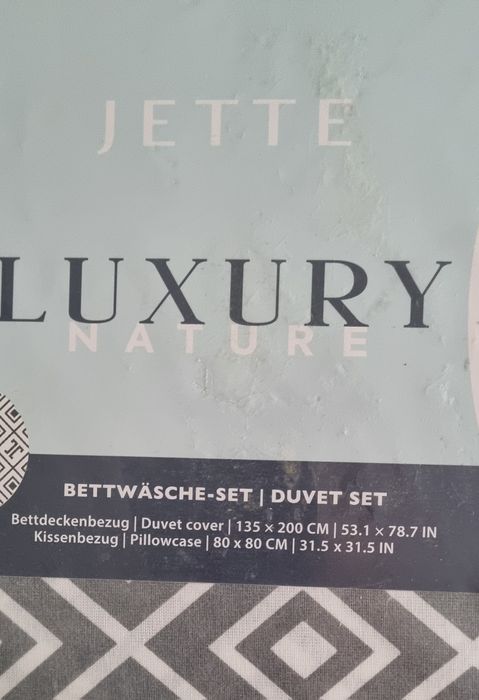 JETTE
LUXURY
NATURE
BETTWÄSCHE-SET | DUVET SET
Bettdeckenbezug | Duvet cover | 135 × 200 CM | 53.1 × 78.7 IN
Kissenbezug | Pillowcase | 80 x 80 CM | 31.5 x 31.5 IN